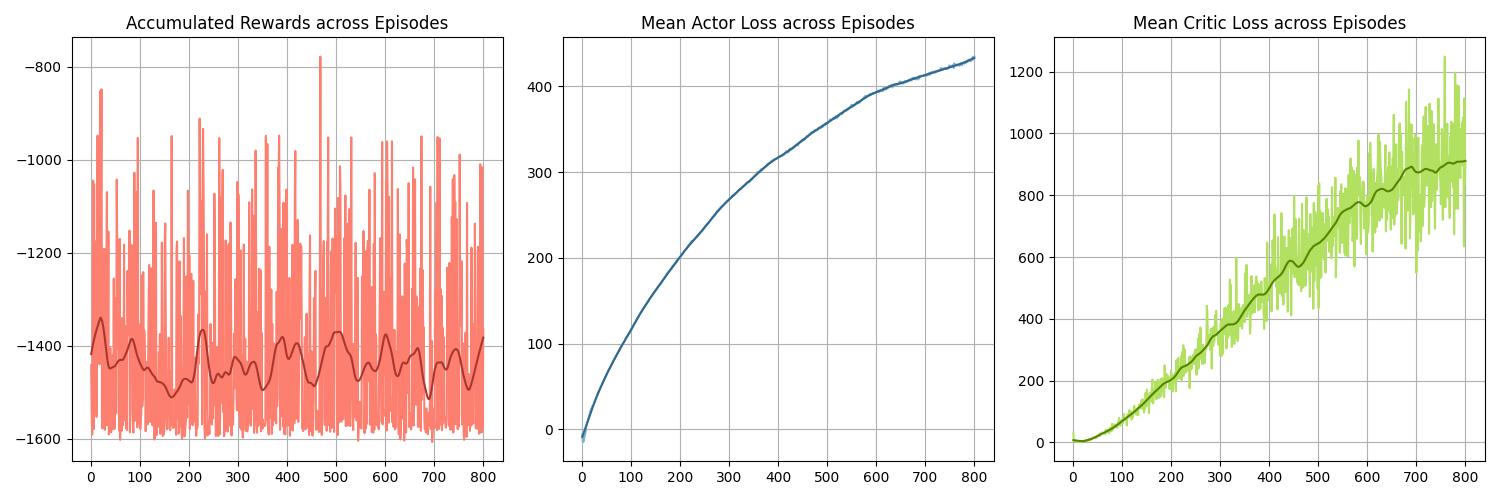 Accumulated Rewards across Episodes
−800
−1000
−1200
−1400
−1600
0 100 200 300 400 500 600 700 800
Mean Actor Loss across Episodes
400
300
200
100
0
0 100 200 300 400 500 600 700 800
Mean Critic Loss across Episodes
1200
1000
800
600
400
200
0
0 100 200 300 400 500 600 700 800